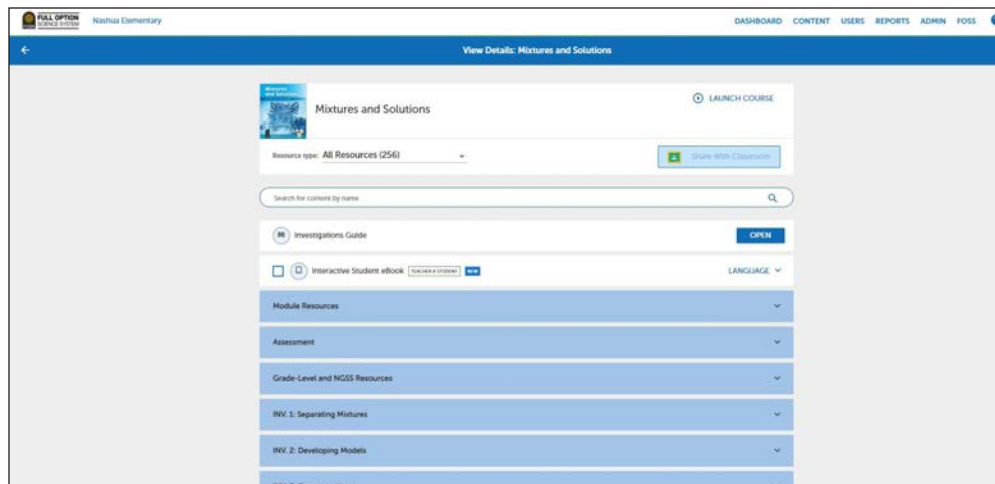 FULL OPTION
SCIENCE SYSTEM
Nashua Elementary
DASHBOARD CONTENT USERS REPORTS ADMIN FOSS
View Details: Mixtures and Solutions
Mixtures and Solutions
Mixtures and Solutions
LAUNCH COURSE
Resource type: All Resources (256)
Share With Classroom
Search for content by name
Investigations Guide
OPEN
Interactive Student eBook TEACHER & STUDENT NEW
LANGUAGE
Module Resources
Assessment
Grade-Level and NGSS Resources
INV. 1: Separating Mixtures
INV. 2: Developing Models